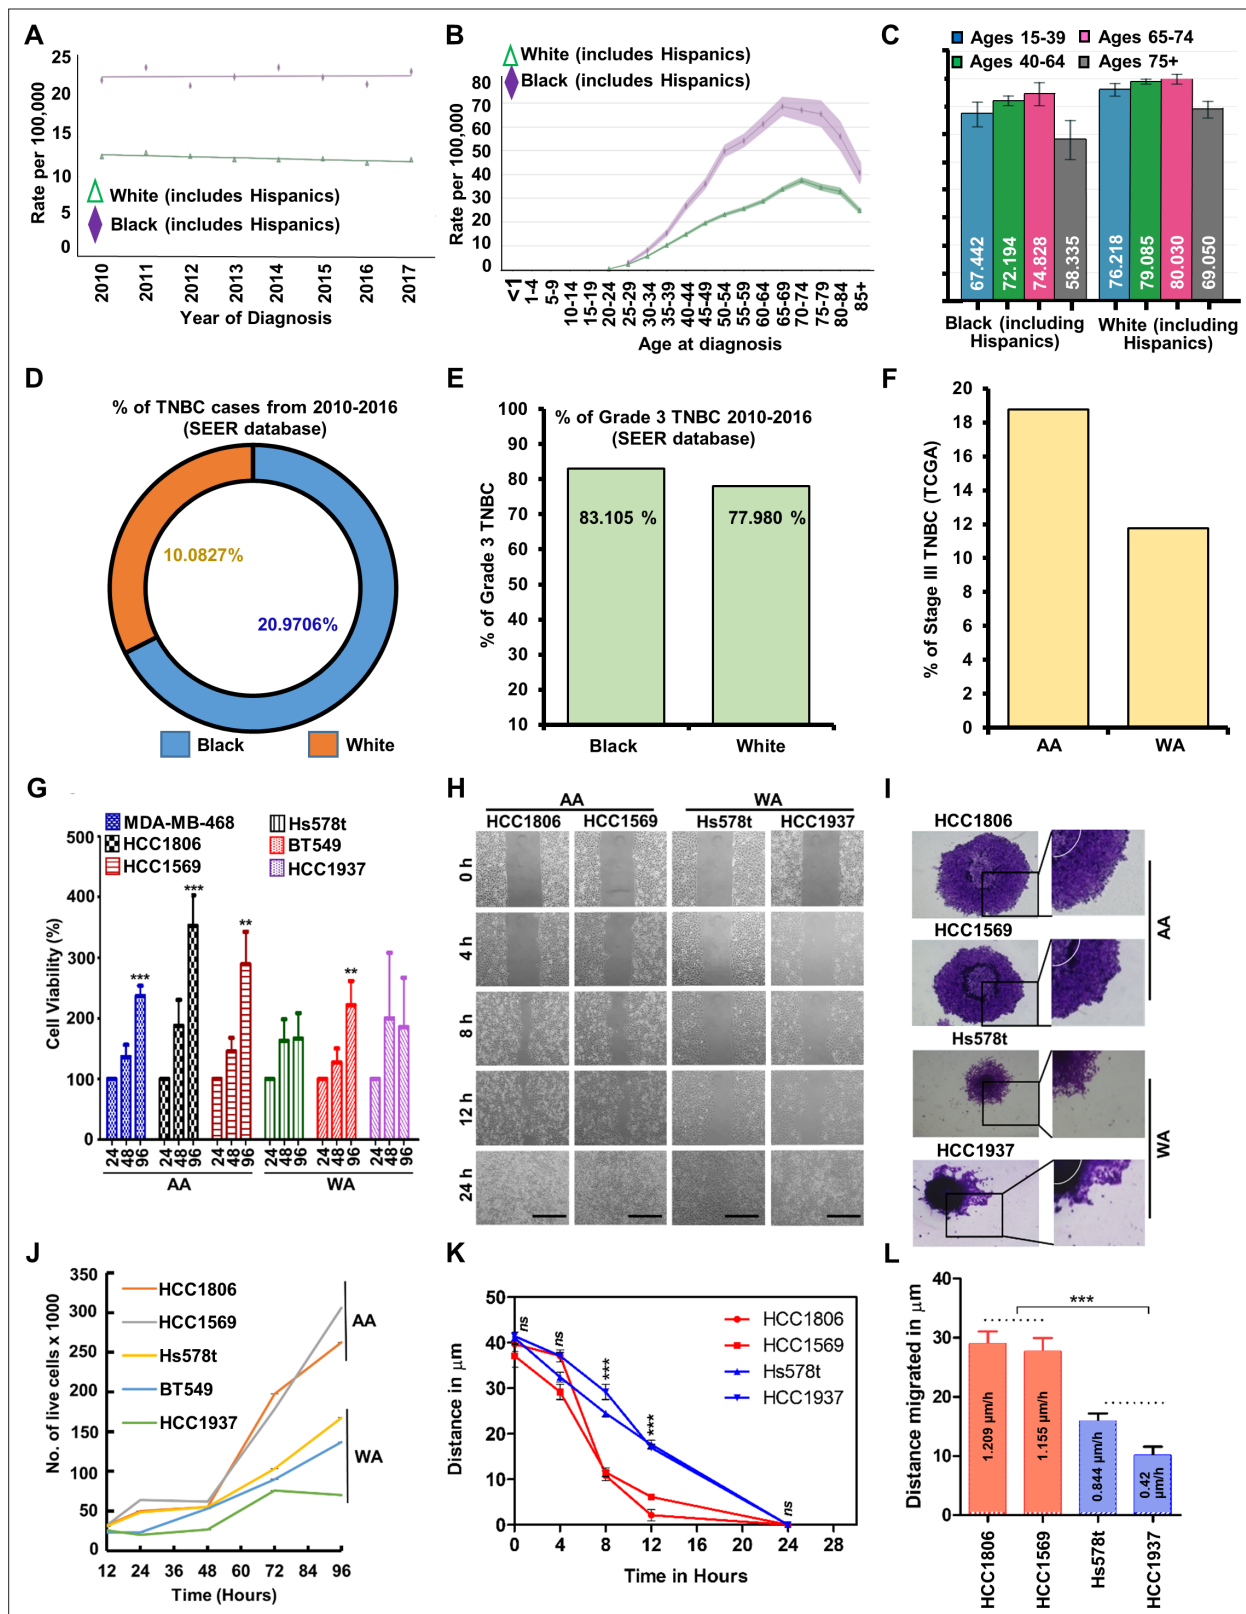 A
25
20
15
10
5
0
Rate per 100,000
White (includes Hispanics)
Black (includes Hispanics)
2010
2011
2012
2013
2014
2015
2016
2017
Year of Diagnosis
B
White (includes Hispanics)
Black (includes Hispanics)
80
70
60
50
40
30
20
10
0
Rate per 100,000
<1
1-4
5-9
10-14
15-19
20-24
25-29
30-34
35-39
40-44
45-49
50-54
55-59
60-64
65-69
70-74
75-79
80-84
85+
Age at diagnosis
C
Ages 15-39
Ages 65-74
Ages 40-64
Ages 75+
67.442
72.194
74.828
58.335
76.218
79.085
80.030
69.050
Black (including
Hispanics)
White (including
Hispanics)
D
% of TNBC cases from 2010-2016
(SEER database)
10.0827%
20.9706%
Black
White
E
% of Grade 3 TNBC 2010-2016
(SEER database)
100
90
80
70
60
50
40
30
20
10
% of Grade 3 TNBC
83.105 %
77.980 %
Black
White
F
20
18
16
14
12
10
8
6
4
2
0
% of Stage III TNBC (TCGA)
AA
WA
G
MDA-MB-468
HCC1806
HCC1569
Hs578t
BT549
HCC1937
500
400
300
200
100
0
Cell Viability (%)
***
***
**
**
24
48
96
24
48
96
24
48
96
24
48
96
24
48
96
24
48
96
AA
WA
H
AA
WA
HCC1806
HCC1569
Hs578t
HCC1937
0 h
4 h
8 h
12 h
24 h
I
HCC1806
HCC1569
AA
Hs578t
HCC1937
WA
J
350
300
250
200
150
100
50
0
No. of live cells x 1000
HCC1806
HCC1569
Hs578t
BT549
HCC1937
AA
WA
12 24 36 48 60 72 84 96
Time (Hours)
K
50
40
30
20
10
0
Distance in μm
ns
ns
***
***
ns
HCC1806
HCC1569
Hs578t
HCC1937
0 4 8 12 16 20 24 28
Time in Hours
L
40
30
20
10
0
Distance migrated in μm
***
1.209 μm/h
1.155 μm/h
0.844 μm/h
0.42
μm/h
HCC1806
HCC1569
Hs578t
HCC1937